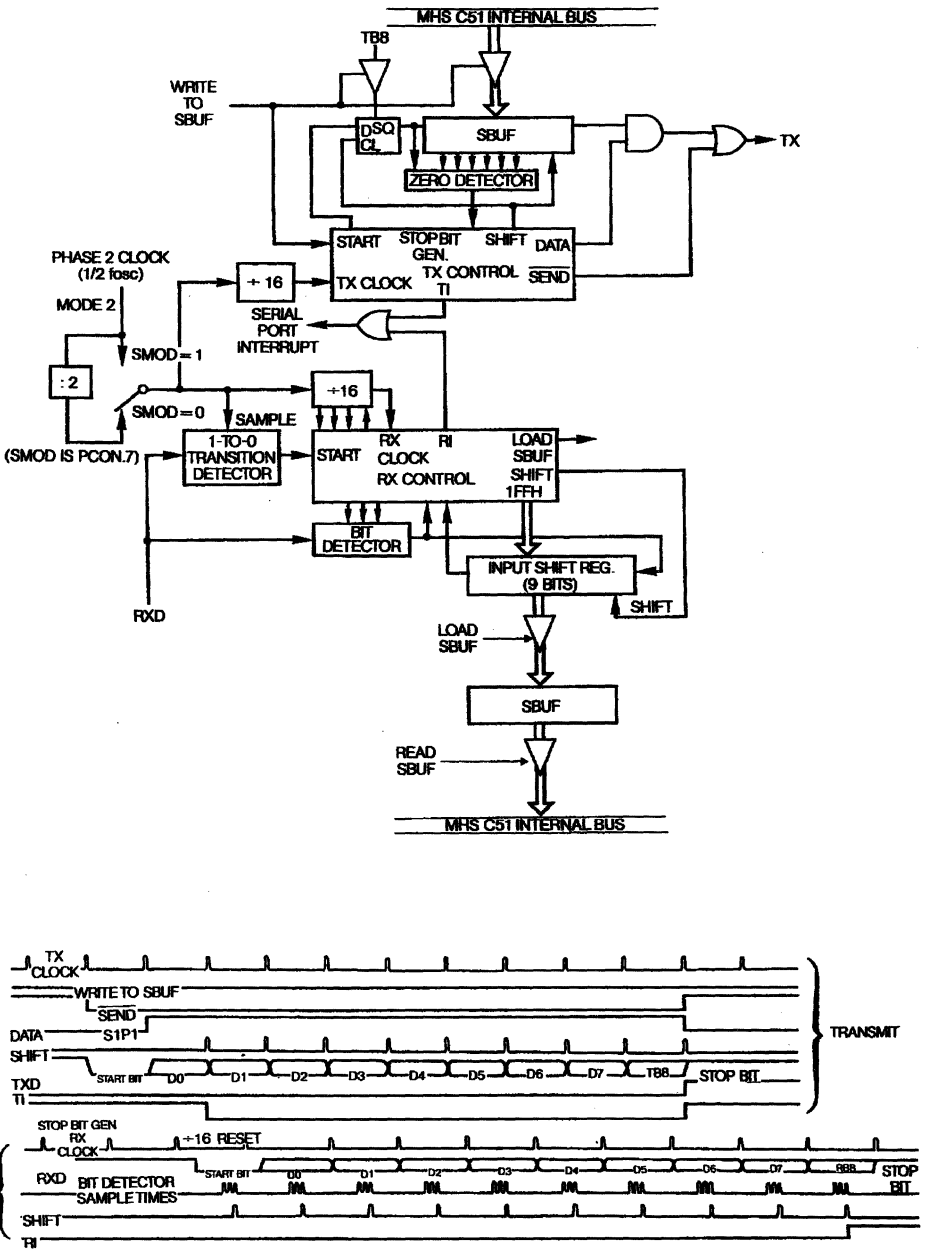 MHS C51 INTERNAL BUS
TB8
WRITE
TO
SBUF
D S Q
CL
SBUF
TX
ZERO DETECTOR
START
STOP BIT
GEN.
SHIFT
DATA
TX CLOCK
TX CONTROL
TI
SEND
PHASE 2 CLOCK
(1/2 fosc)
MODE 2
÷ 16
SERIAL
PORT
INTERRUPT
SMOD = 1
: 2
SMOD = 0
(SMOD IS PCON.7)
÷16
SAMPLE
1-TO-0
TRANSITION
DETECTOR
START
RX
CLOCK
RI
LOAD
SBUF
SHIFT
RX CONTROL
1FFH
BIT
DETECTOR
INPUT SHIFT REG.
(9 BITS)
SHIFT
RXD
LOAD
SBUF
SBUF
READ
SBUF
MHS C51 INTERNAL BUS
TX
CLOCK
WRITE TO SBUF
SEND
DATA S1P1
SHIFT
TRANSMIT
START BIT D0 D1 D2 D3 D4 D5 D6 D7 TB8 STOP BIT
TXD
TI
STOP BIT GEN
RX
CLOCK
÷16 RESET
START BIT D0 D1 D2 D3 D4 D5 D6 D7 RB8 STOP
BIT
RXD
BIT DETECTOR
SAMPLE TIMES
SHIFT
RI